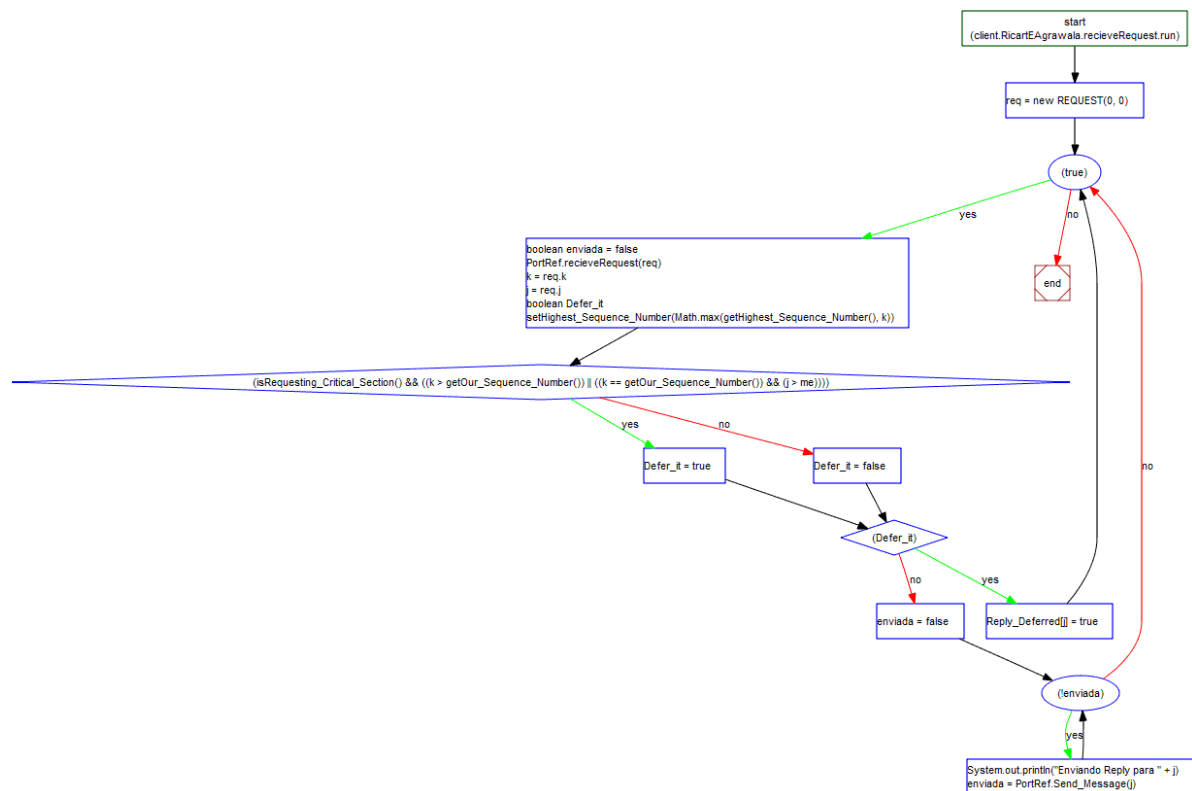 start
(client.RicartEAgrawala.recieveRequest.run)
req = new REQUEST(0, 0)
(true)
yes
no
boolean enviada = false
PortRef.recieveRequest(req)
k = req.k
j = req.j
boolean Defer_it
setHighest_Sequence_Number(Math.max(getHighest_Sequence_Number(), k))
end
(isRequesting_Critical_Section() && ((k > getOur_Sequence_Number()) || ((k == getOur_Sequence_Number()) && (j > me))))
yes
no
Defer_it = true
Defer_it = false
no
(Defer_it)
no
yes
enviada = false
Reply_Deferred[j] = true
(!enviada)
yes
System.out.println("Enviando Reply para " + j)
enviada = PortRef.Send_Message(j)